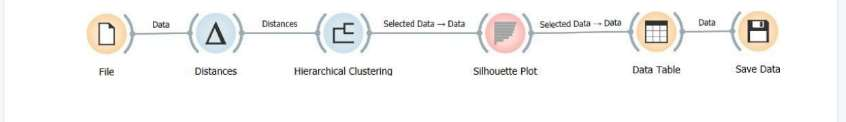 Data
Distances
Selected Data → Data
Selected Data → Data
Data
File
Distances
Hierarchical Clustering
Silhouette Plot
Data Table
Save Data